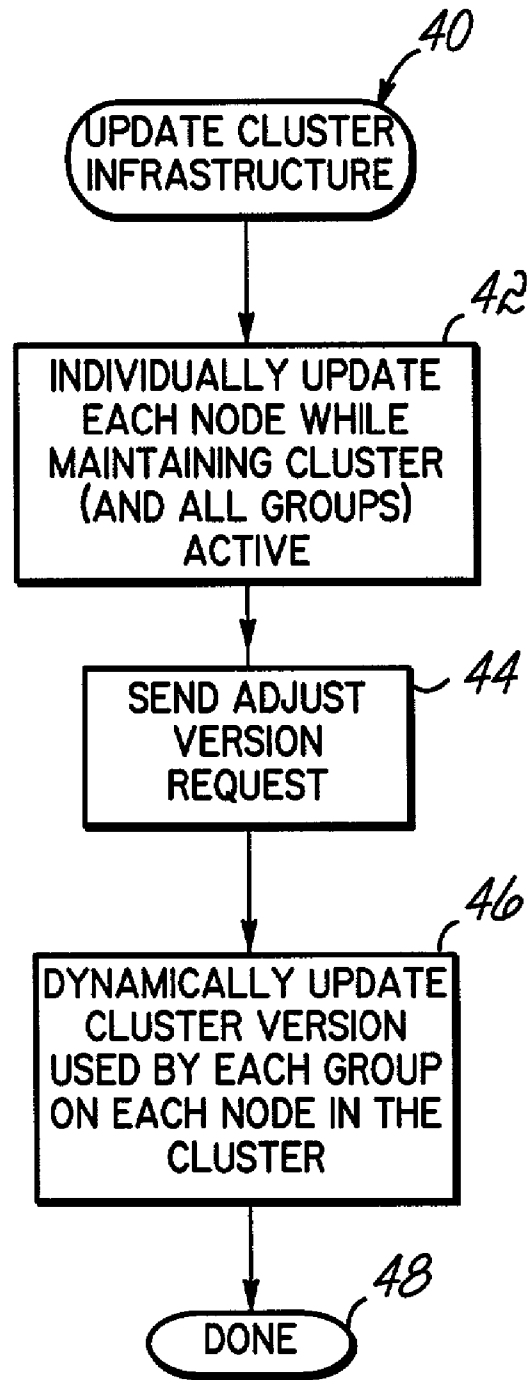 40
UPDATE CLUSTER
INFRASTRUCTURE
42
INDIVIDUALLY UPDATE
EACH NODE WHILE
MAINTAINING CLUSTER
(AND ALL GROUPS)
ACTIVE
44
SEND ADJUST
VERSION
REQUEST
46
DYNAMICALLY UPDATE
CLUSTER VERSION
USED BY EACH GROUP
ON EACH NODE IN THE
CLUSTER
48
DONE